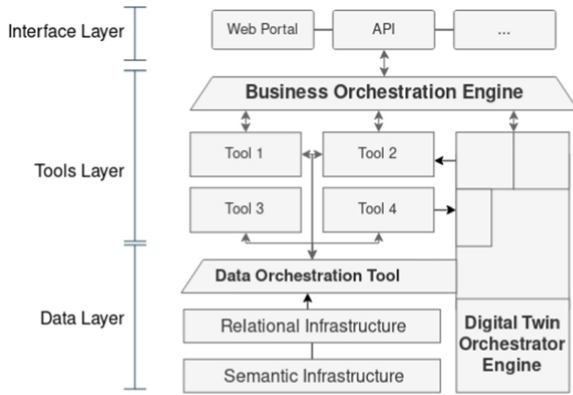 Interface Layer
Web Portal
API
...
Business Orchestration Engine
Tools Layer
Tool 1
Tool 2
Tool 3
Tool 4
Data Orchestration Tool
Data Layer
Relational Infrastructure
Semantic Infrastructure
Digital Twin
Orchestrator
Engine